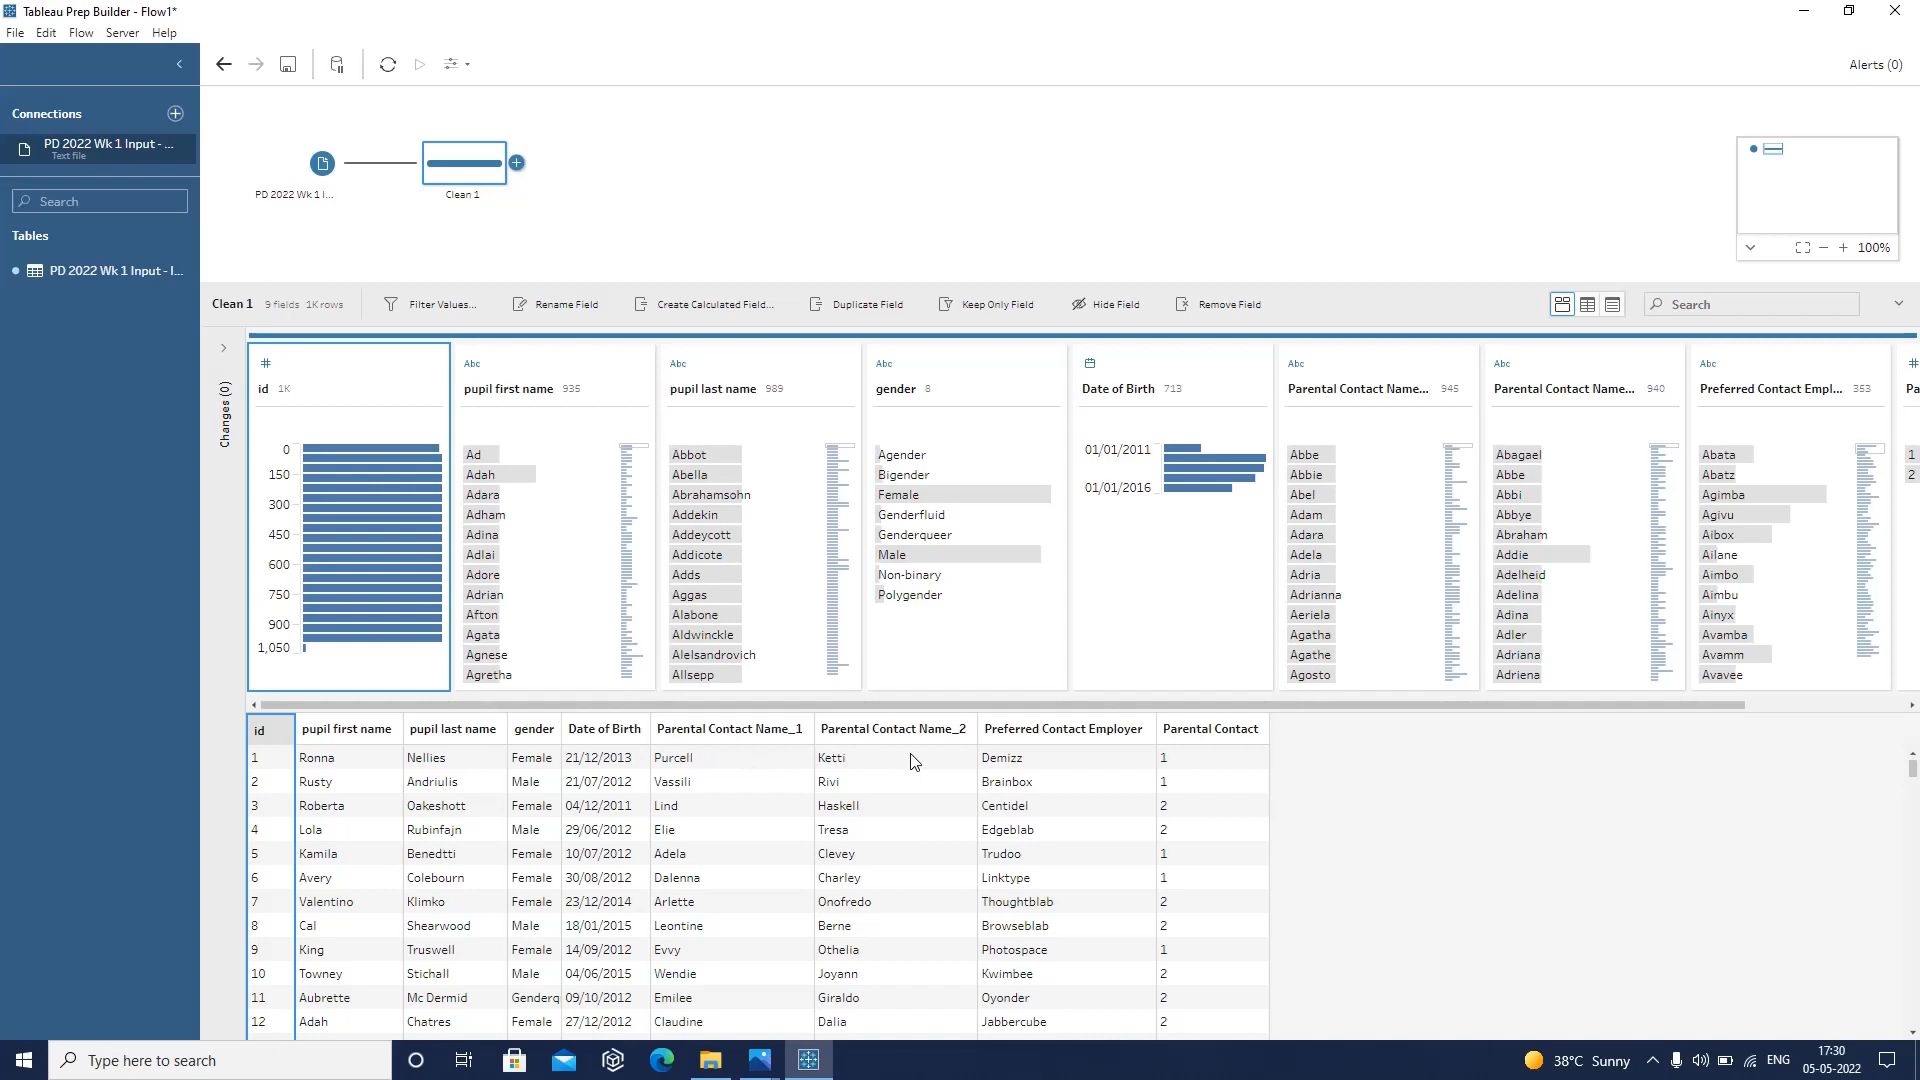 Tableau Prep Builder - Flow1*
File Edit Flow Server Help
Alerts (0)
Connections
PD 2022 Wk 1 Input - ...
Text file
Search
Tables
PD 2022 Wk 1 Input - I...
PD 2022 Wk 1 I...
Clean 1
100%
Clean 1 9 fields 1K rows Filter Values... Rename Field Create Calculated Field... Duplicate Field Keep Only Field Hide Field Remove Field Search
Changes (0)
#
id 1K
0
150
300
450
600
750
900
1,050
Abc
pupil first name 935
Ad
Adah
Adara
Adham
Adina
Adlai
Adore
Adrian
Afton
Agata
Agnese
Agretha
Abc
pupil last name 989
Abbot
Abella
Abrahamsohn
Addekin
Addeycott
Addicote
Adds
Aggas
Alabone
Aldwinckle
Alelsandrovich
Allsepp
Abc
gender 8
Agender
Bigender
Female
Genderfluid
Genderqueer
Male
Non-binary
Polygender
Date of Birth 713
01/01/2011
01/01/2016
Abc
Parental Contact Name... 945
Abbe
Abbie
Abel
Adam
Adara
Adela
Adria
Adrianna
Aeriela
Agatha
Agathe
Agosto
Abc
Parental Contact Name... 940
Abagael
Abbe
Abbi
Abbye
Abraham
Addie
Adelheid
Adelina
Adina
Adler
Adriana
Adriena
Abc
Preferred Contact Empl... 353
Abata
Abatz
Agimba
Agivu
Aibox
Ailane
Aimbo
Aimbu
Ainyx
Avamba
Avamm
Avavee
#
Pa
1
2
id pupil first name pupil last name gender Date of Birth Parental Contact Name_1 Parental Contact Name_2 Preferred Contact Employer Parental Contact
1 Ronna Nellies Female 21/12/2013 Purcell Ketti Demizz 1
2 Rusty Andriulis Male 21/07/2012 Vassili Rivi Brainbox 1
3 Roberta Oakeshott Female 04/12/2011 Lind Haskell Centidel 2
4 Lola Rubinfajn Male 29/06/2012 Elie Tresa Edgeblab 2
5 Kamila Benedtti Female 10/07/2012 Adela Clevey Trudoo 1
6 Avery Colebourn Female 30/08/2012 Dalenna Charley Linktype 1
7 Valentino Klimko Female 23/12/2014 Arlette Onofredo Thoughtblab 2
8 Cal Shearwood Male 18/01/2015 Leontine Berne Browseblab 2
9 King Truswell Female 14/09/2012 Evvy Othelia Photospace 1
10 Towney Stichall Male 04/06/2015 Wendie Joyann Kwimbee 2
11 Aubrette Mc Dermid Genderq 09/10/2012 Emilee Giraldo Oyonder 2
12 Adah Chatres Female 27/12/2012 Claudine Dalia Jabbercube 2
Type here to search
38°C Sunny
ENG
17:30
05-05-2022